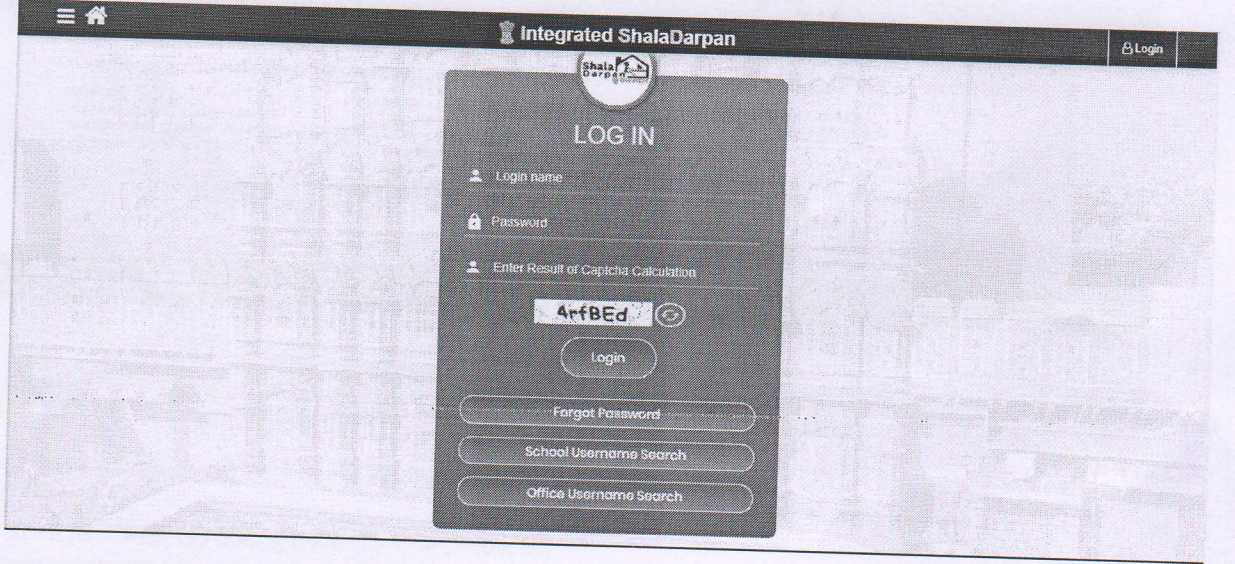 Integrated ShalaDarpan
Login
Shala
Darpan
LOG IN
Login name
Password
Enter Result of Captcha Calculation
4rfBEd
Login
Forgot Password
School Username Search
Office Username Search